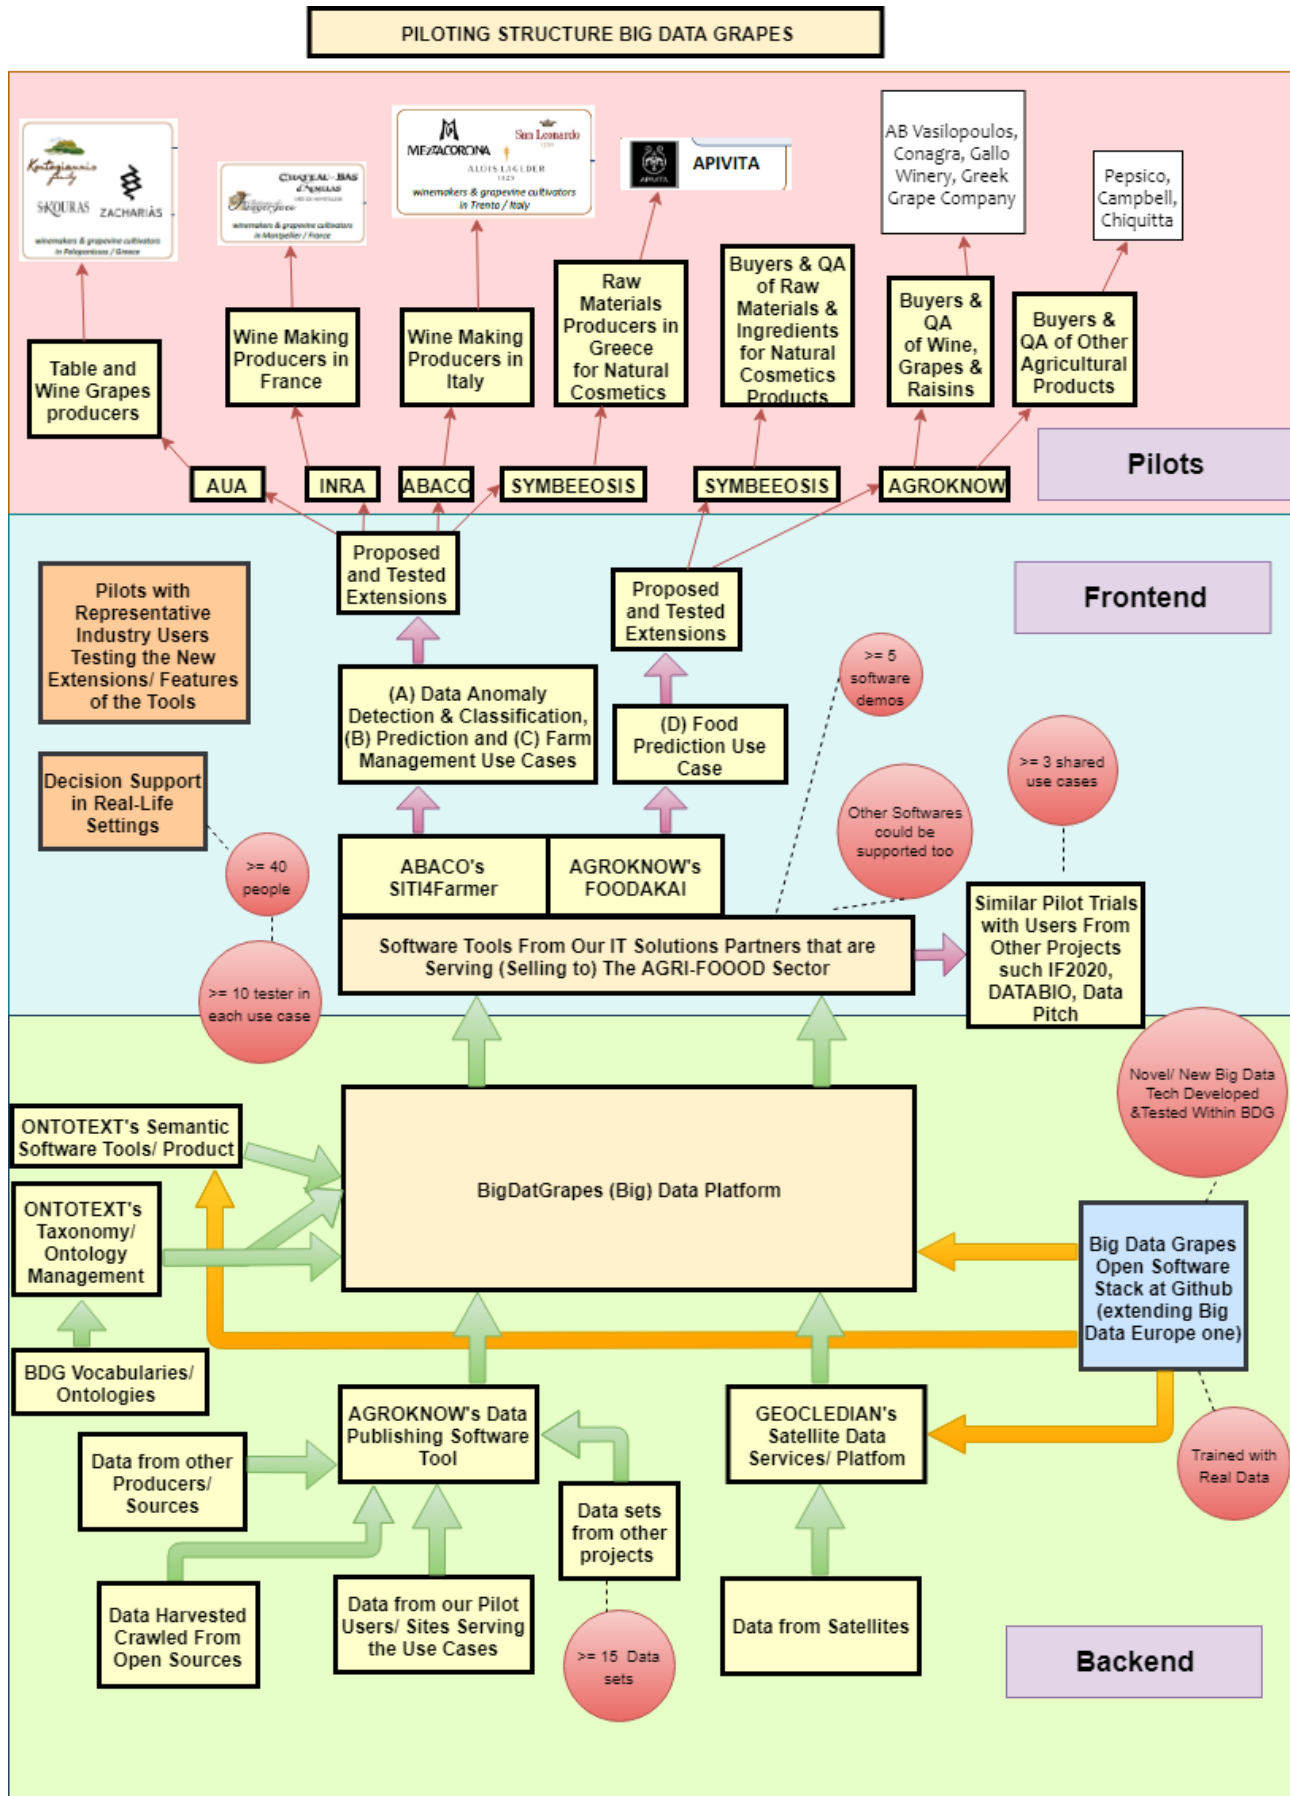 PILOTING STRUCTURE BIG DATA GRAPES
Kontogiannis
family
SKOURAS
ZACHARIÀS
winemakers & grapevine cultivators
in Peloponissos / Greece
CHATEAU-BAS
d'AUMELAS
winemakers & grapevine cultivators
in Montpellier / France
MEZZACORONA
San Leonardo
ALOIS LAGEDER
1823
winemakers & grapevine cultivators
in Trento / Italy
APIVITA
APIVITA
AB Vasilopoulos,
Conagra, Gallo
Winery, Greek
Grape Company
Pepsico,
Campbell,
Chiquitta
Table and
Wine Grapes
producers
Wine Making
Producers in
France
Wine Making
Producers in
Italy
Raw
Materials
Producers in
Greece
for Natural
Cosmetics
Buyers & QA
of Raw
Materials &
Ingredients
for Natural
Cosmetics
Products
Buyers &
QA
of Wine,
Grapes &
Raisins
Buyers &
QA of Other
Agricultural
Products
AUA
INRA
ABACO
SYMBEEOSIS
SYMBEEOSIS
AGROKNOW
Pilots
Proposed
and Tested
Extensions
Proposed
and Tested
Extensions
Frontend
Pilots with
Representative
Industry Users
Testing the New
Extensions/ Features
of the Tools
(A) Data Anomaly
Detection & Classification,
(B) Prediction and (C) Farm
Management Use Cases
(D) Food
Prediction Use
Case
>= 5
software
demos
>= 3 shared
use cases
Decision Support
in Real-Life
Settings
>= 40
people
>= 10 tester in
each use case
ABACO's
SITI4Farmer
AGROKNOW's
FOODAKAI
Other Softwares
could be
supported too
Software Tools From Our IT Solutions Partners that are
Serving (Selling to) The AGRI-FOOOD Sector
Similar Pilot Trials
with Users From
Other Projects
such IF2020,
DATABIO, Data
Pitch
Novel/ New Big Data
Tech Developed
&Tested Within BDG
ONTOTEXT's Semantic
Software Tools/ Product
ONTOTEXT's
Taxonomy/
Ontology
Management
BDG Vocabularies/
Ontologies
BigDatGrapes (Big) Data Platform
Big Data Grapes
Open Software
Stack at Github
(extending Big
Data Europe one)
Trained with
Real Data
AGROKNOW's Data
Publishing Software
Tool
GEOCLEDIAN's
Satellite Data
Services/ Platfom
Data from other
Producers/
Sources
Data sets
from other
projects
Data Harvested
Crawled From
Open Sources
Data from our Pilot
Users/ Sites Serving
the Use Cases
>= 15 Data
sets
Data from Satellites
Backend